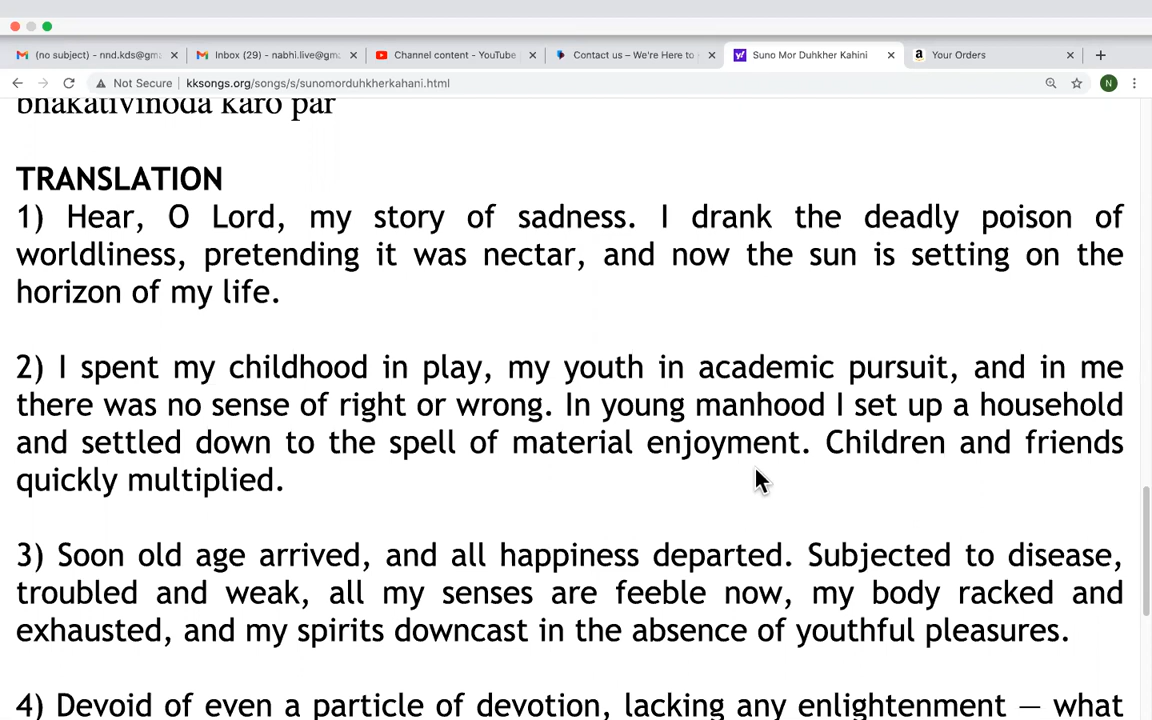 (no subject) - nnd.kds@gm
Inbox (29) - nabhi.live@gm
Channel content - YouTube
Contact us – We're Here to
Suno Mor Duhkher Kahini
Your Orders
Not Secure
kksongs.org/songs/s/sunomorduhkherkahani.html
N
bhakativinoda karo par
TRANSLATION
1) Hear, O Lord, my story of sadness. I drank the deadly poison of
worldliness, pretending it was nectar, and now the sun is setting on the
horizon of my life.
2) I spent my childhood in play, my youth in academic pursuit, and in me
there was no sense of right or wrong. In young manhood I set up a household
and settled down to the spell of material enjoyment. Children and friends
quickly multiplied.
3) Soon old age arrived, and all happiness departed. Subjected to disease,
troubled and weak, all my senses are feeble now, my body racked and
exhausted, and my spirits downcast in the absence of youthful pleasures.
4) Devoid of even a particle of devotion, lacking any enlightenment — what